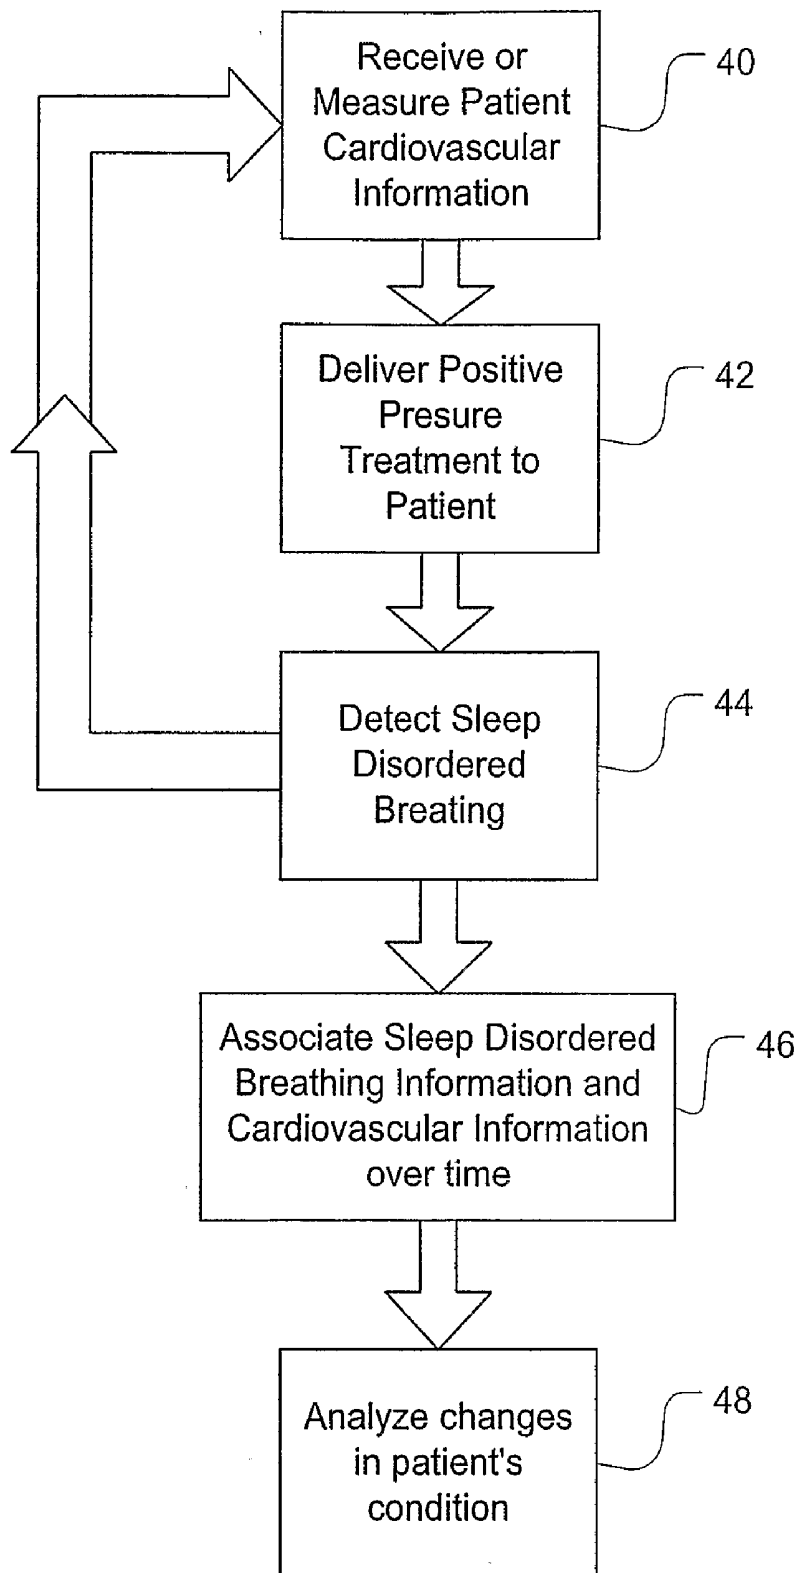 Receive or
Measure Patient
Cardiovascular
Information
40
Deliver Positive
Presure
Treatment to
Patient
42
Detect Sleep
Disordered
Breating
44
Associate Sleep Disordered
Breathing Information and
Cardiovascular Information
over time
46
Analyze changes
in patient's
condition
48